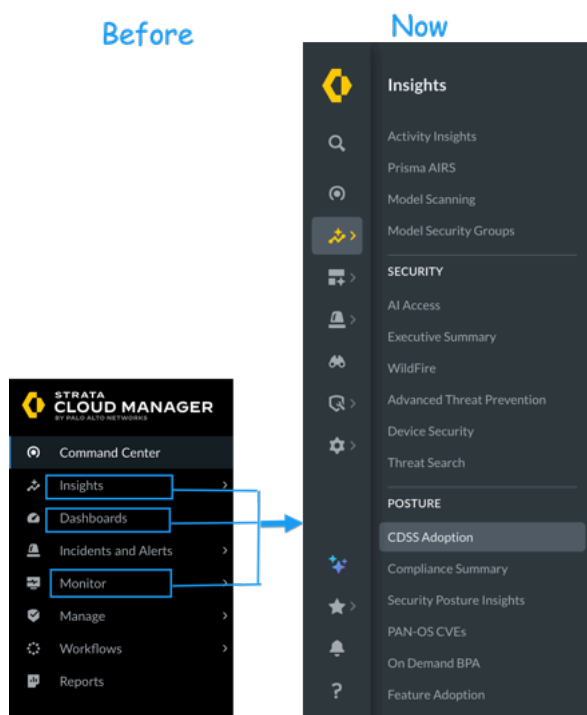 Before
Now
STRATA
CLOUD MANAGER
BY PALO ALTO NETWORKS
Command Center
Insights
Dashboards
Incidents and Alerts
Monitor
Manage
Workflows
Reports
Insights
Activity Insights
Prisma AIRS
Model Scanning
Model Security Groups
SECURITY
AI Access
Executive Summary
WildFire
Advanced Threat Prevention
Device Security
Threat Search
POSTURE
CDSS Adoption
Compliance Summary
Security Posture Insights
PAN-OS CVEs
On Demand BPA
Feature Adoption